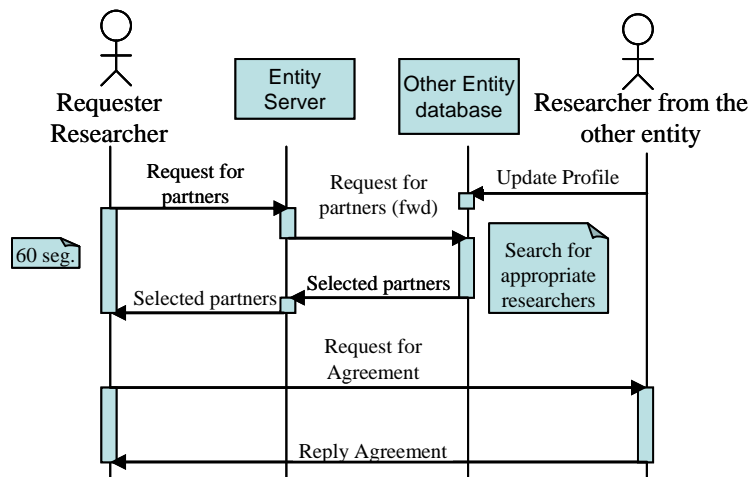 Requester
Researcher
Entity
Server
Other Entity
database
Researcher from the
other entity
Request for
partners
Request for
partners (fwd)
Update Profile
60 seg.
Search for
appropriate
researchers
Selected partners
Selected partners
Request for
Agreement
Reply Agreement